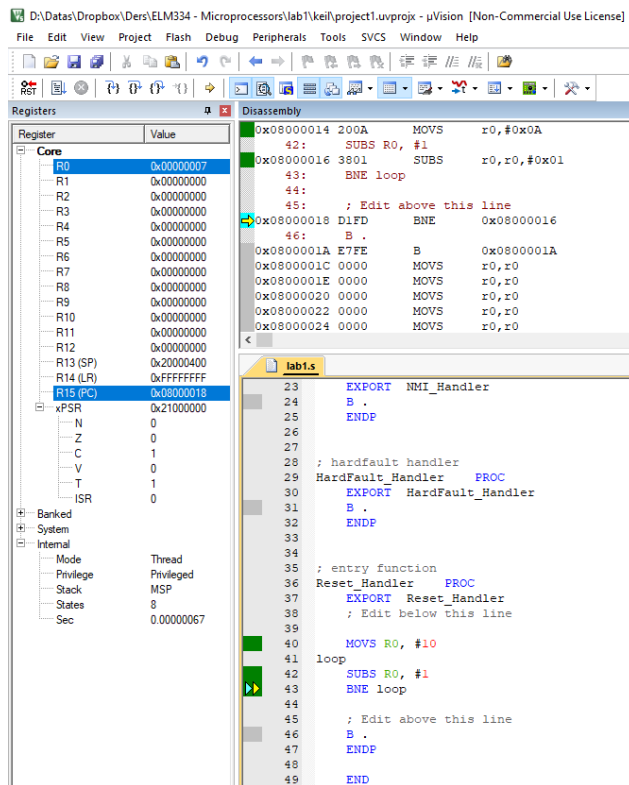 D:\Datas\Dropbox\Ders\ELM334 - Microprocessors\lab1\keil\project1.uvprojx - µVision [Non-Commercial Use License]
File Edit View Project Flash Debug Peripherals Tools SVCS Window Help
RST
Registers
Register Value
Core
R0 0x00000007
R1 0x00000000
R2 0x00000000
R3 0x00000000
R4 0x00000000
R5 0x00000000
R6 0x00000000
R7 0x00000000
R8 0x00000000
R9 0x00000000
R10 0x00000000
R11 0x00000000
R12 0x00000000
R13 (SP) 0x20000400
R14 (LR) 0xFFFFFFFF
R15 (PC) 0x08000018
xPSR 0x21000000
N 0
Z 0
C 1
V 0
T 1
ISR 0
Banked
System
Internal
Mode Thread
Privilege Privileged
Stack MSP
States 8
Sec 0.00000067
Disassembly
0x08000014 200A MOVS r0,#0x0A
42: SUBS R0, #1
0x08000016 3801 SUBS r0,r0,#0x01
43: BNE loop
44:
45: ; Edit above this line
0x08000018 D1FD BNE 0x08000016
46: B .
0x0800001A E7FE B 0x0800001A
0x0800001C 0000 MOVS r0,r0
0x0800001E 0000 MOVS r0,r0
0x08000020 0000 MOVS r0,r0
0x08000022 0000 MOVS r0,r0
0x08000024 0000 MOVS r0,r0
lab1.s
23 EXPORT NMI_Handler
24 B .
25 ENDP
26
27
28 ; hardfault handler
29 HardFault_Handler PROC
30 EXPORT HardFault_Handler
31 B .
32 ENDP
33
34
35 ; entry function
36 Reset_Handler PROC
37 EXPORT Reset_Handler
38 ; Edit below this line
39
40 MOVS R0, #10
41 loop
42 SUBS R0, #1
43 BNE loop
44
45 ; Edit above this line
46 B .
47 ENDP
48
49 END